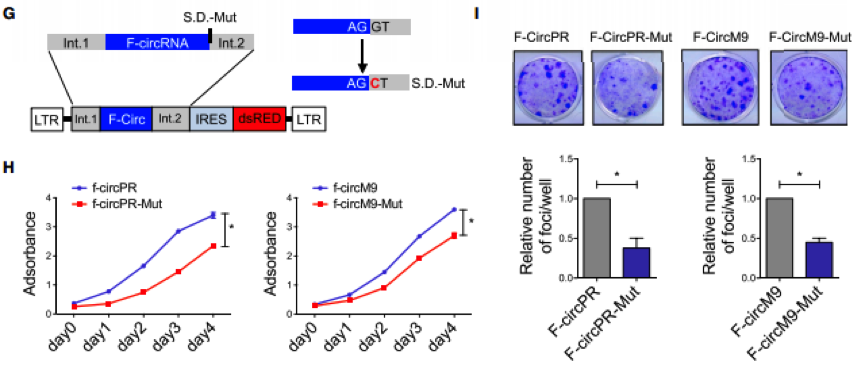 G
S.D.-Mut
Int.1 F-circRNA Int.2
AG GT
AG CT S.D.-Mut
LTR Int.1 F-Circ Int.2 IRES dsRED LTR
H
f-circPR
f-circPR-Mut
Adsorbance
4
3
2
1
0
*
day0 day1 day2 day3 day4
f-circM9
f-circM9-Mut
Adsorbance
4
3
2
1
0
*
day0 day1 day2 day3 day4
I
F-CircPR F-CircPR-Mut F-CircM9 F-CircM9-Mut
Relative number
of foci/well
1.5
1.0
0.5
0.0
*
F-circPR
F-circPR-Mut
Relative number
of foci/well
1.5
1.0
0.5
0.0
*
F-circM9
F-circM9-Mut